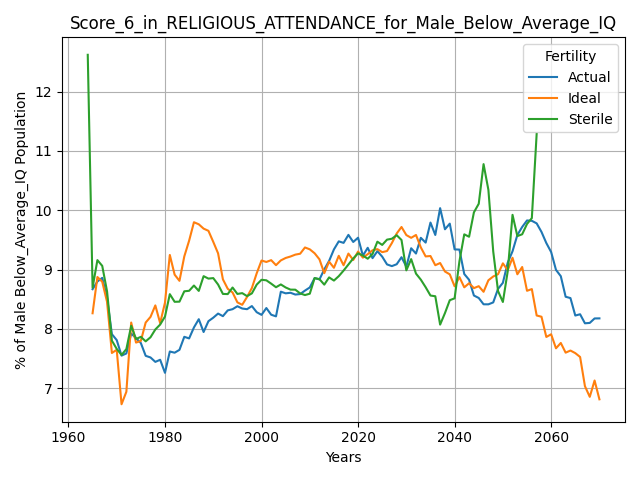 Score_6_in_RELIGIOUS_ATTENDANCE_for_Male_Below_Average_IQ
Fertility
Actual
Ideal
Sterile
% of Male Below_Average_IQ Population
12
11
10
9
8
7
1960
1980
2000
2020
2040
2060
Years